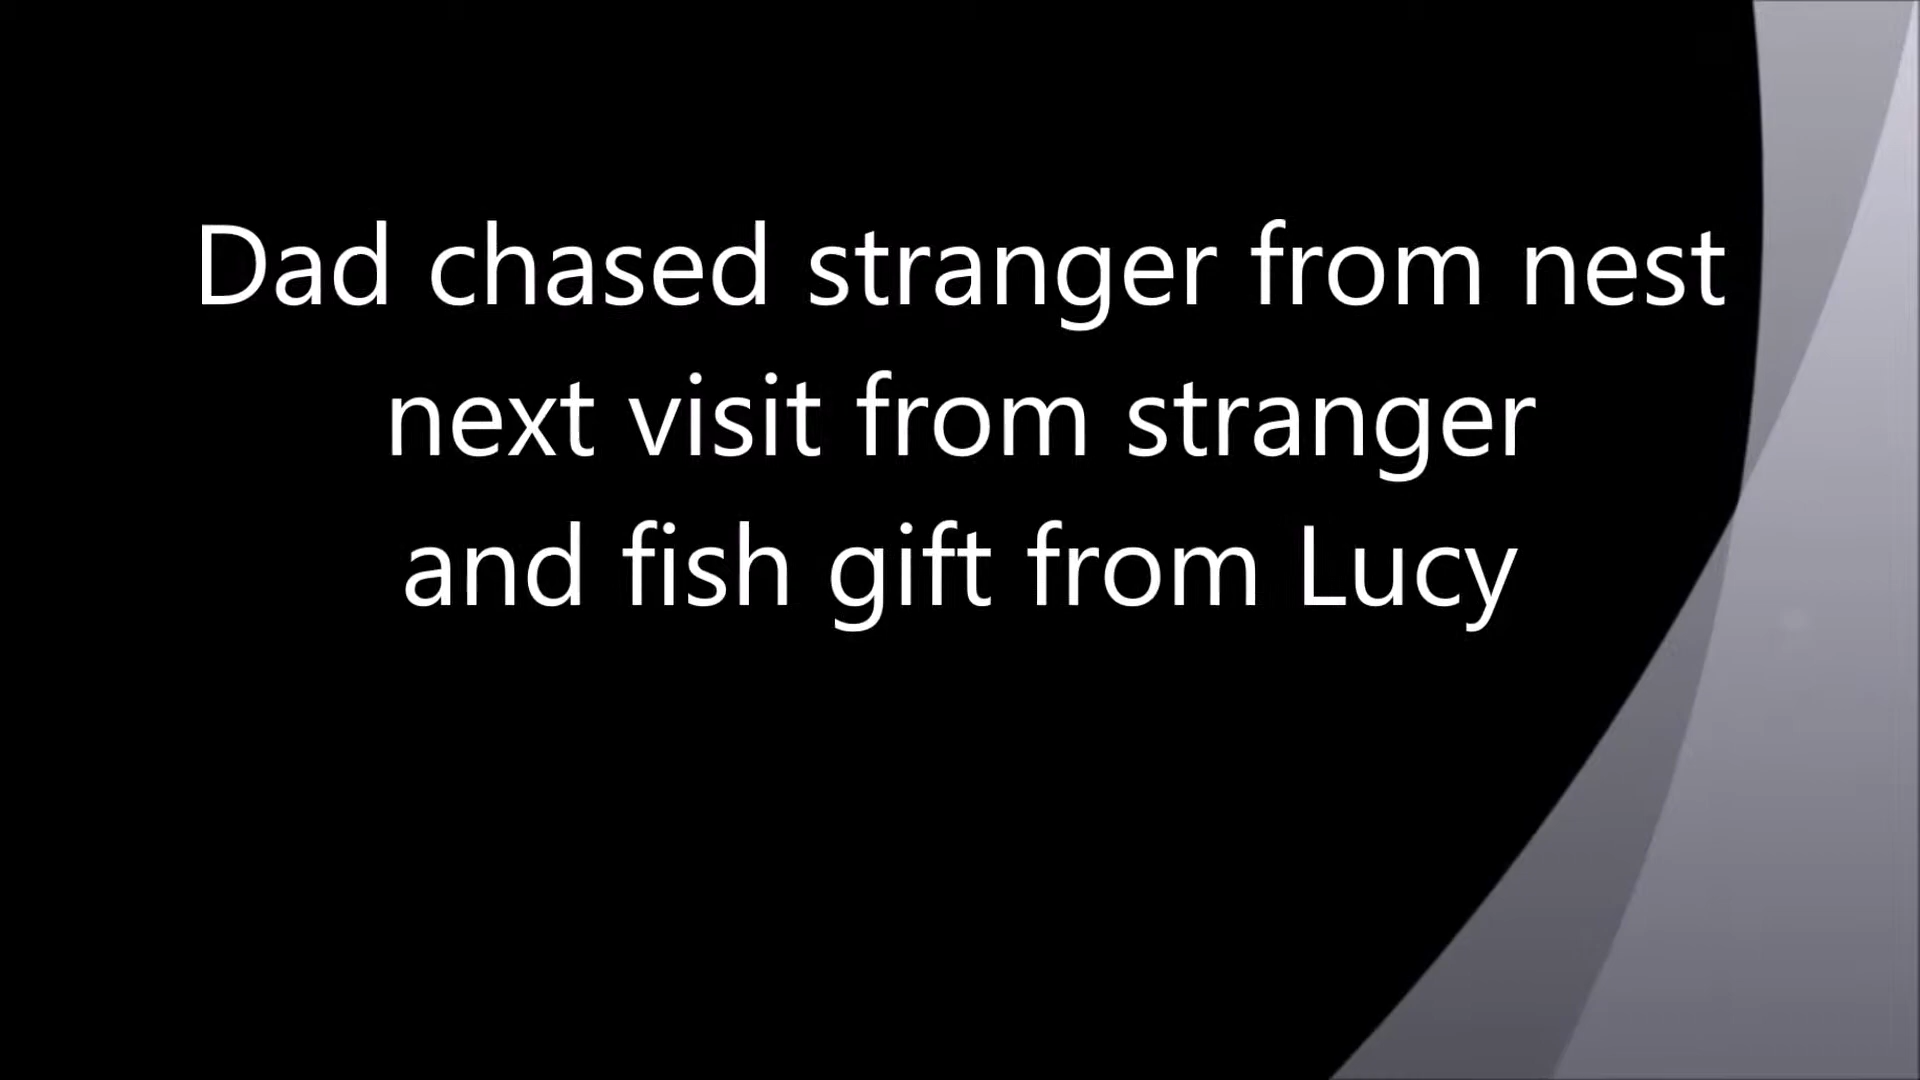 Dad chased stranger from nest
next visit from stranger
and fish gift from Lucy